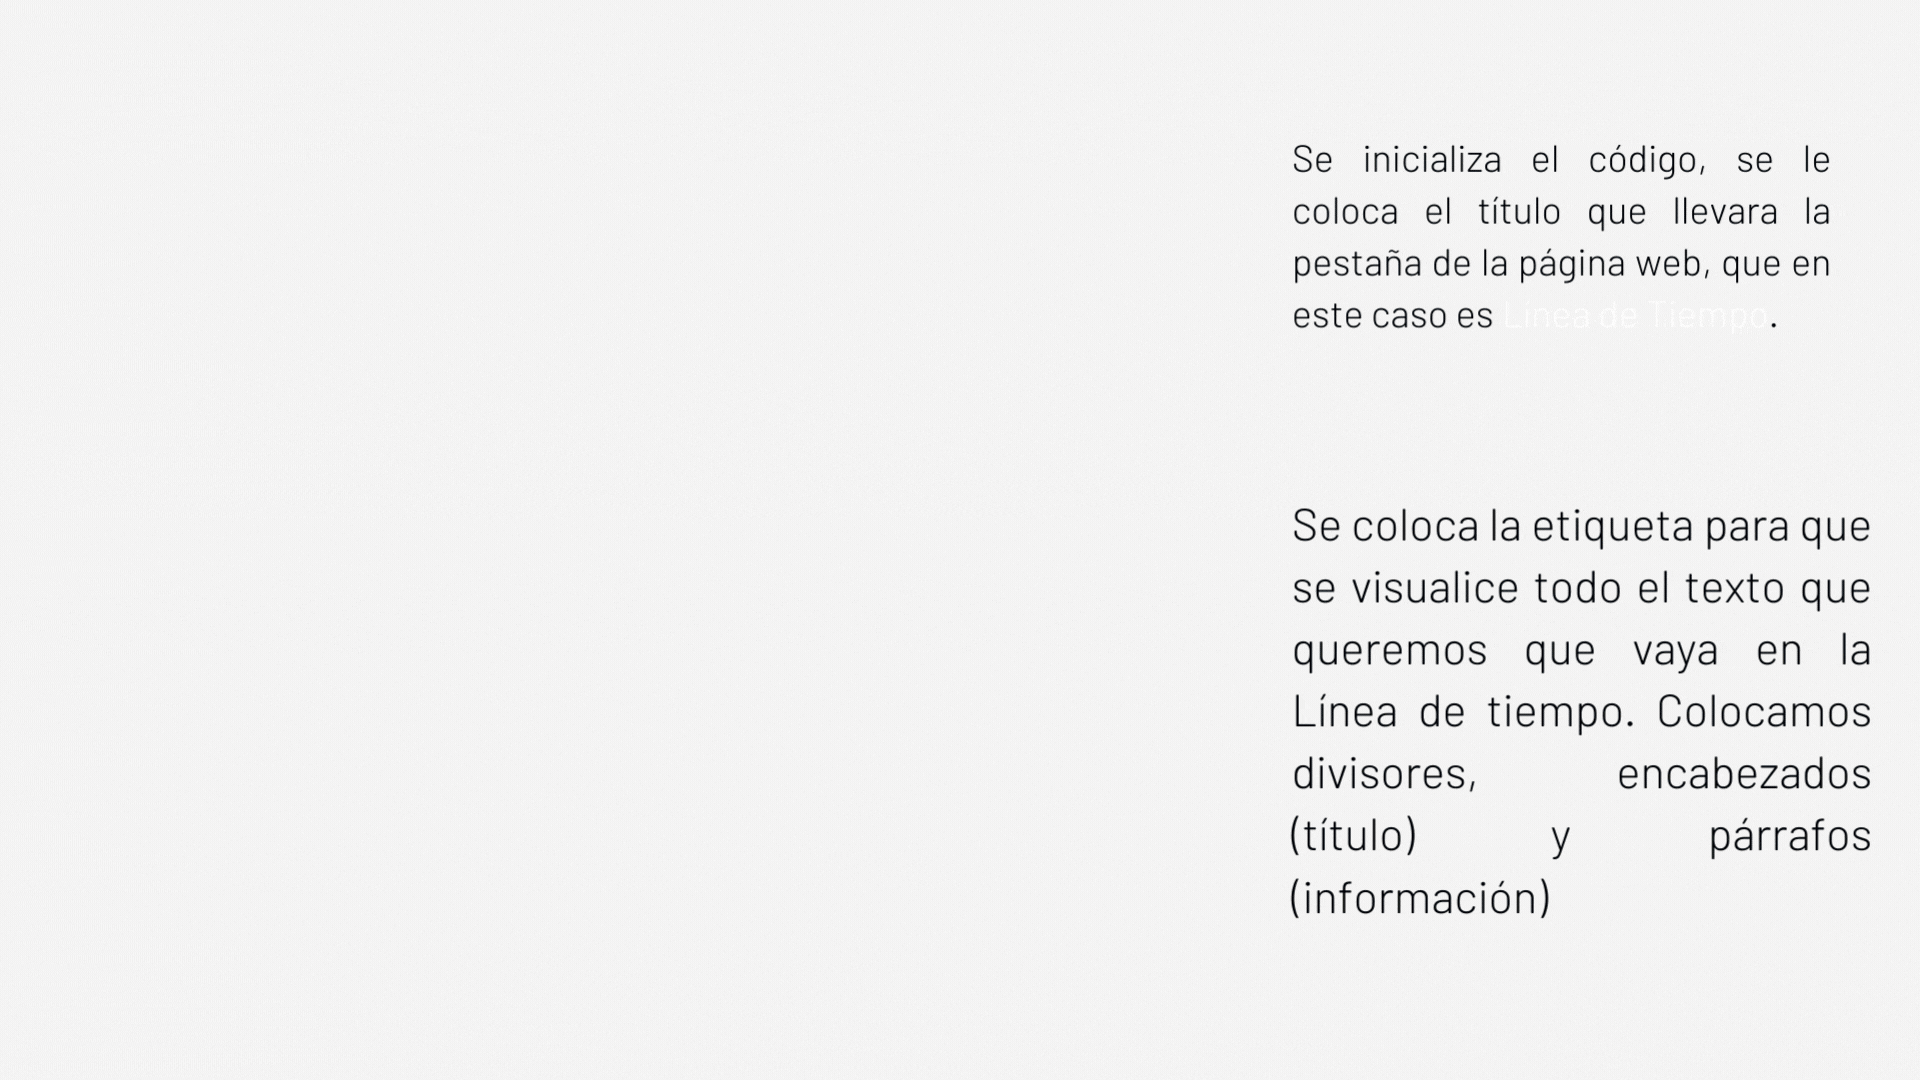 Se inicializa el código, se le
coloca el título que llevara la
pestaña de la página web, que en
este caso es Línea de Tiempo.
Se coloca la etiqueta para que
se visualice todo el texto que
queremos que vaya en la
Línea de tiempo. Colocamos
divisores, encabezados
(título) y párrafos
(información)